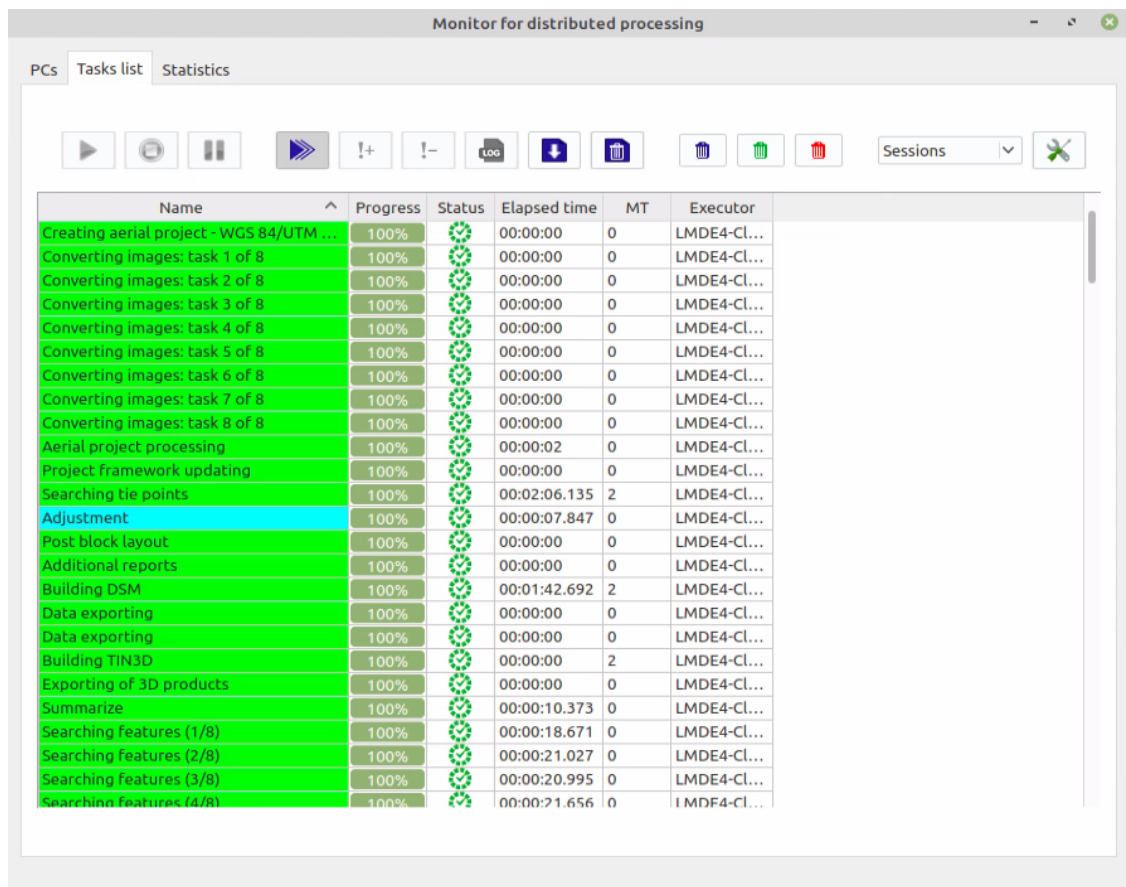 Monitor for distributed processing
PCs Tasks list Statistics
!+ !- LOG Sessions
Name Progress Status Elapsed time MT Executor
Creating aerial project - WGS 84/UTM ... 100% 00:00:00 0 LMDE4-Cl...
Converting images: task 1 of 8 100% 00:00:00 0 LMDE4-Cl...
Converting images: task 2 of 8 100% 00:00:00 0 LMDE4-Cl...
Converting images: task 3 of 8 100% 00:00:00 0 LMDE4-Cl...
Converting images: task 4 of 8 100% 00:00:00 0 LMDE4-Cl...
Converting images: task 5 of 8 100% 00:00:00 0 LMDE4-Cl...
Converting images: task 6 of 8 100% 00:00:00 0 LMDE4-Cl...
Converting images: task 7 of 8 100% 00:00:00 0 LMDE4-Cl...
Converting images: task 8 of 8 100% 00:00:00 0 LMDE4-Cl...
Aerial project processing 100% 00:00:02 0 LMDE4-Cl...
Project framework updating 100% 00:00:00 0 LMDE4-Cl...
Searching tie points 100% 00:02:06.135 2 LMDE4-Cl...
Adjustment 100% 00:00:07.847 0 LMDE4-Cl...
Post block layout 100% 00:00:00 0 LMDE4-Cl...
Additional reports 100% 00:00:00 0 LMDE4-Cl...
Building DSM 100% 00:01:42.692 2 LMDE4-Cl...
Data exporting 100% 00:00:00 0 LMDE4-Cl...
Data exporting 100% 00:00:00 0 LMDE4-Cl...
Building TIN3D 100% 00:00:00 2 LMDE4-Cl...
Exporting of 3D products 100% 00:00:00 0 LMDE4-Cl...
Summarize 100% 00:00:10.373 0 LMDE4-Cl...
Searching features (1/8) 100% 00:00:18.671 0 LMDE4-Cl...
Searching features (2/8) 100% 00:00:21.027 0 LMDE4-Cl...
Searching features (3/8) 100% 00:00:20.995 0 LMDE4-Cl...
Searching features (4/8) 100% 00:00:21.656 0 LMDE4-Cl...